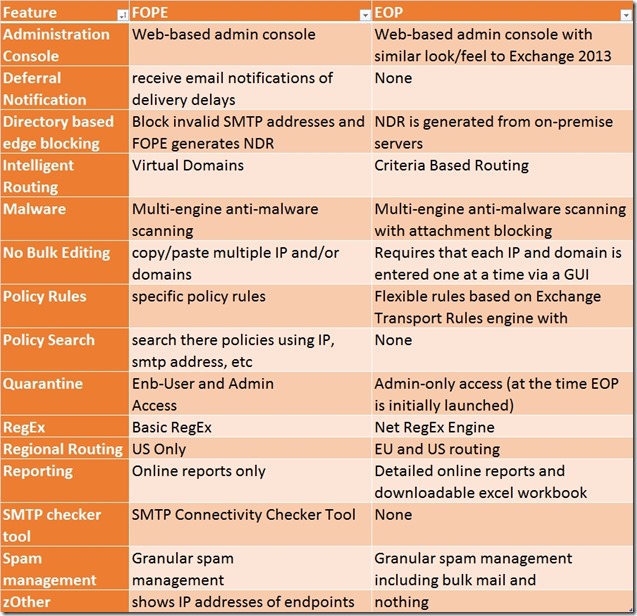 Feature FOPE EOP
Administration Console Web-based admin console Web-based admin console with similar look/feel to Exchange 2013
Deferral Notification receive email notifications of delivery delays None
Directory based edge blocking Block invalid SMTP addresses and FOPE generates NDR NDR is generated from on-premise servers
Intelligent Routing Virtual Domains Criteria Based Routing
Malware Multi-engine anti-malware scanning Multi-engine anti-malware scanning with attachment blocking
No Bulk Editing copy/paste multiple IP and/or domains Requires that each IP and domain is entered one at a time via a GUI
Policy Rules specific policy rules Flexible rules based on Exchange Transport Rules engine with
Policy Search search there policies using IP, smtp address, etc None
Quarantine Enb-User and Admin Access Admin-only access (at the time EOP is initially launched)
RegEx Basic RegEx Net RegEx Engine
Regional Routing US Only EU and US routing
Reporting Online reports only Detailed online reports and downloadable excel workbook
SMTP checker tool SMTP Connectivity Checker Tool None
Spam management Granular spam management Granular spam management including bulk mail and
zOther shows IP addresses of endpoints nothing